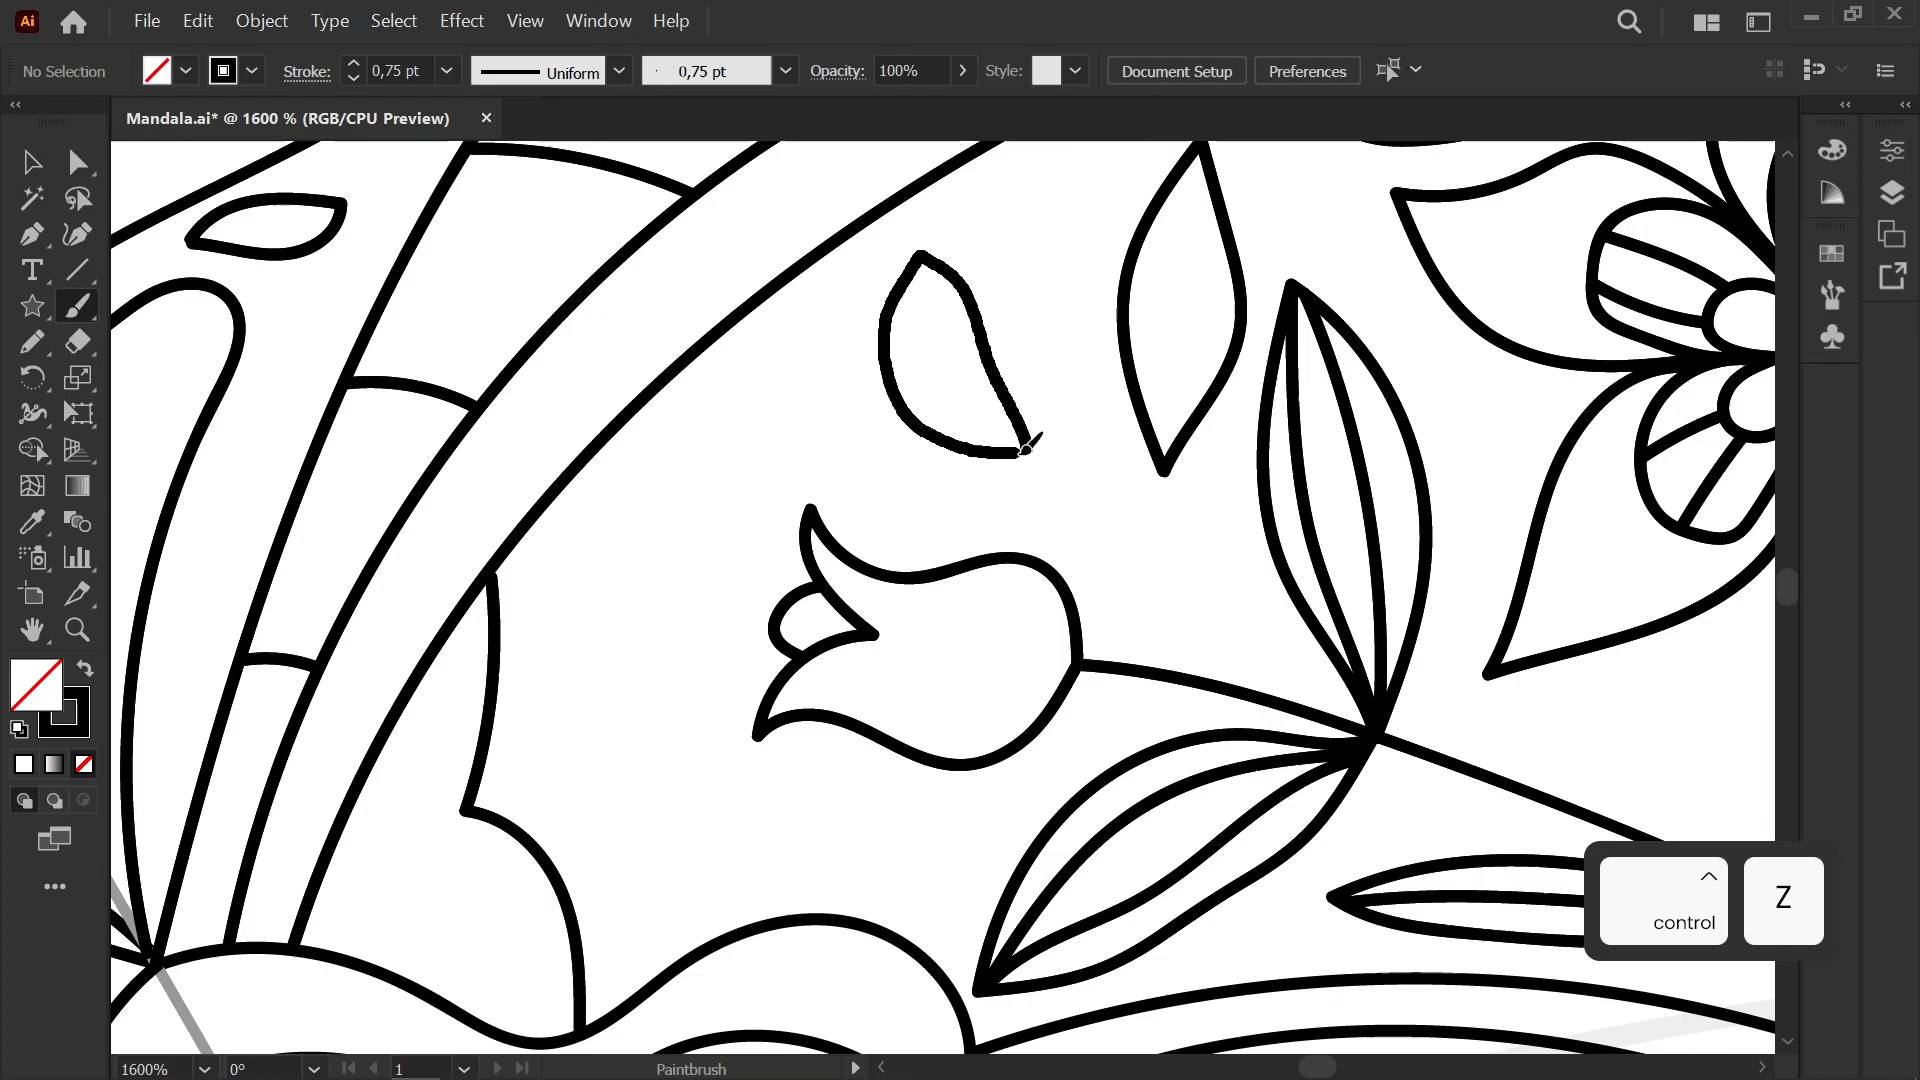 Ai File Edit Object Type Select Effect View Window Help
No Selection Stroke: 0,75 pt Uniform 0,75 pt Opacity: 100% Style: Document Setup Preferences
Mandala.ai* @ 1600 % (RGB/CPU Preview)
control Z
1600% 0° 1 Paintbrush